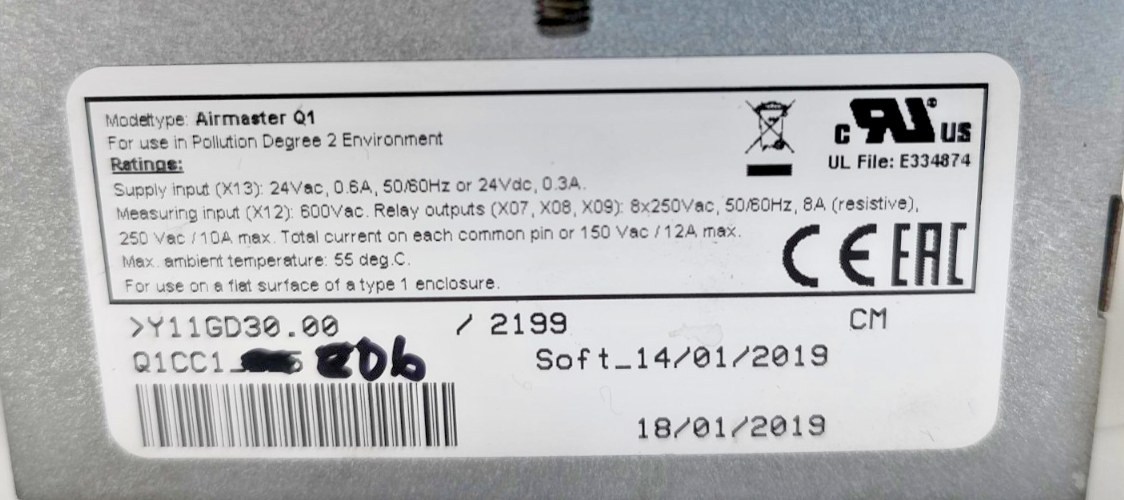 Modeltype: Airmaster Q1
For use in Pollution Degree 2 Environment
Ratings:
Supply input (X13): 24Vac, 0.6A, 50/60Hz or 24Vdc, 0.3A.
Measuring input (X12): 600Vac. Relay outputs (X07, X08, X09): 8x250Vac, 50/60Hz, 8A (resistive),
250 Vac / 10A max. Total current on each common pin or 150 Vac / 12A max.
Max. ambient temperature: 55 deg.C.
For use on a flat surface of a type 1 enclosure.
c RU® US
UL File: E334874
CE EAC
>Y11GD30.00 / 2199 CM
Q1CC1 Soft_14/01/2019
18/01/2019